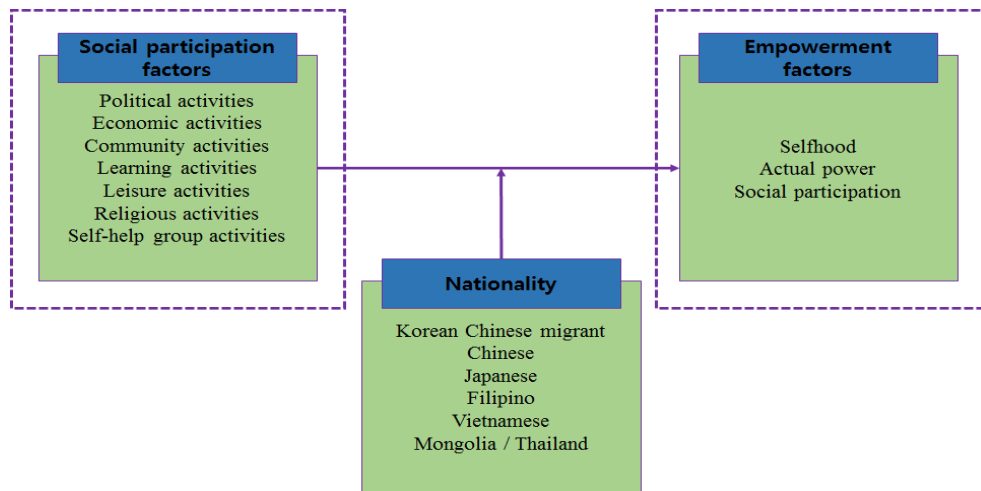 Social participation
factors
Political activities
Economic activities
Community activities
Learning activities
Leisure activities
Religious activities
Self-help group activities
Empowerment
factors
Selfhood
Actual power
Social participation
Nationality
Korean Chinese migrant
Chinese
Japanese
Filipino
Vietnamese
Mongolia / Thailand